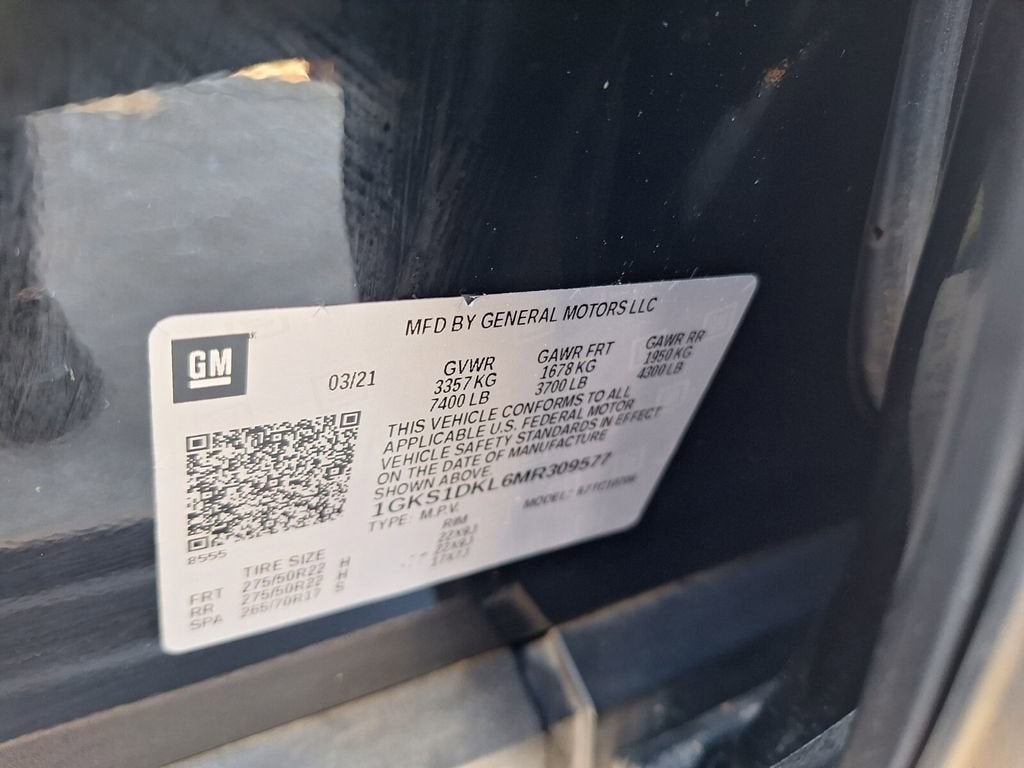 MFD BY GENERAL MOTORS LLC
GM
03/21
GVWR
3357 KG
7400 LB
GAWR FRT
1678 KG
3700 LB
GAWR RR
1950 KG
4300 LB
THIS VEHICLE CONFORMS TO ALL
APPLICABLE U.S. FEDERAL MOTOR
VEHICLE SAFETY STANDARDS IN EFFECT
ON THE DATE OF MANUFACTURE
SHOWN ABOVE.
1GKS1DKL6MR309577
TYPE: M.P.V. MODEL:
8555
TIRE SIZE RIM
FRT 275/50R22 H 22X9J
RR 275/50R22 H 22X9J
SPA 265/70R17 S 17X7J